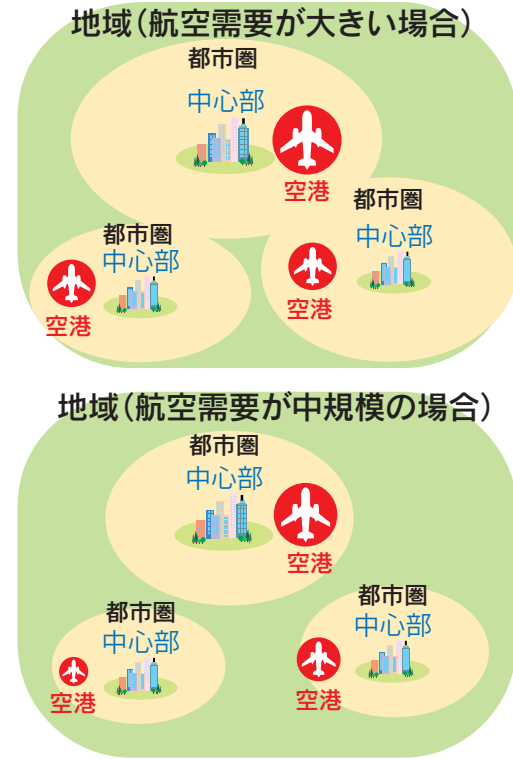 地域（航空需要が大きい場合）
都市圏
中心部
空港
都市圏
中心部
空港
都市圏
中心部
空港
地域（航空需要が中規模の場合）
都市圏
中心部
空港
都市圏
中心部
空港
都市圏
中心部
空港